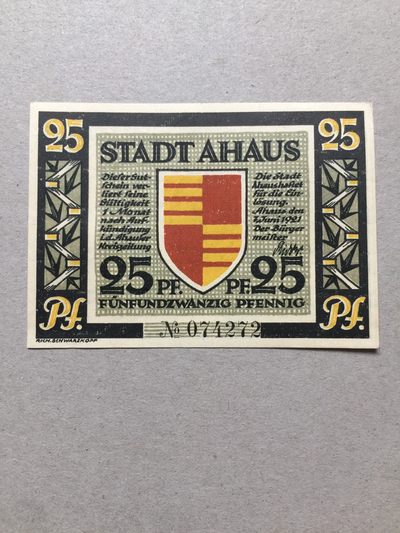 25 25
STADT AHAUS
Dieser Gut-
schein ver-
liert seine
Gültigkeit
1 Monat
nach Auf-
kündigung
i.d. Ahauser
Kreiszeitung
Die Stadt
Ahaus haftet
für die Ein-
lösung.
Ahaus den
1. Juni 1921
Der Bürger
meister
25 PF. PF. 25
FÜNFUNDZWANZIG PFENNIG
Pf. Pf.
No 074272
RICH. SCHWARZKOPF